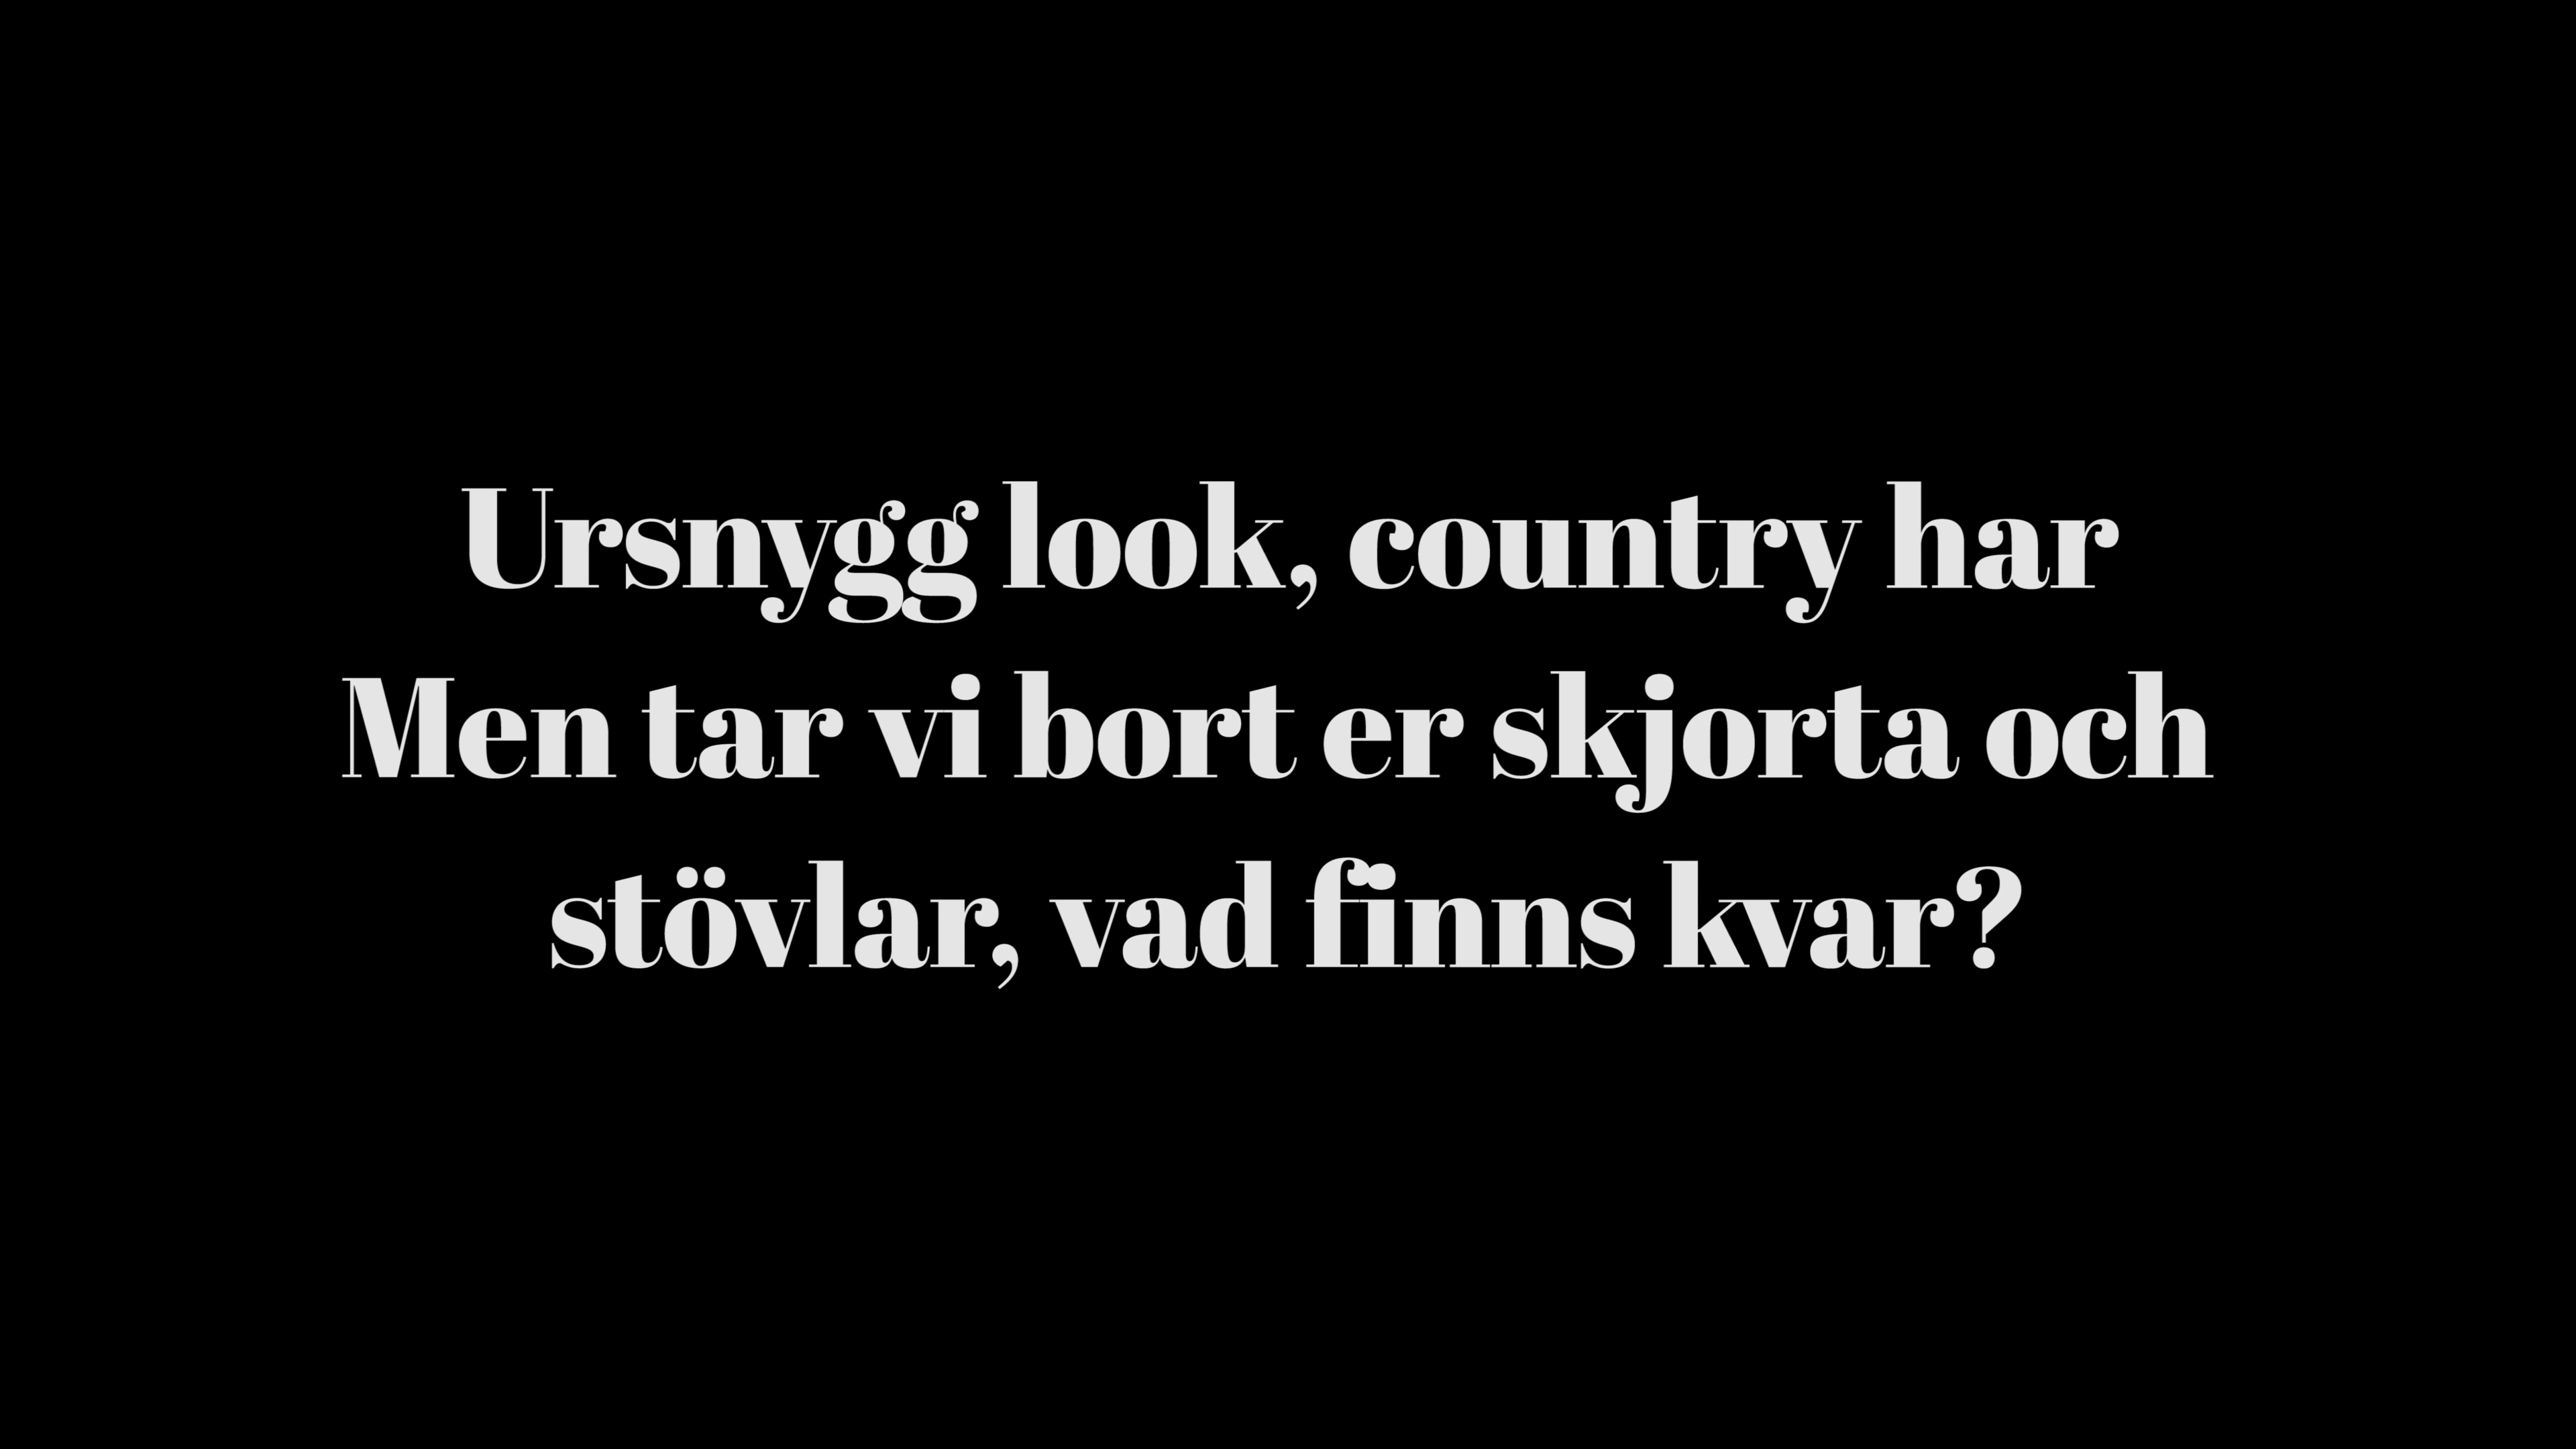 Ursnygg look, country har
Men tar vi bort er skjorta och
stövlar, vad finns kvar?